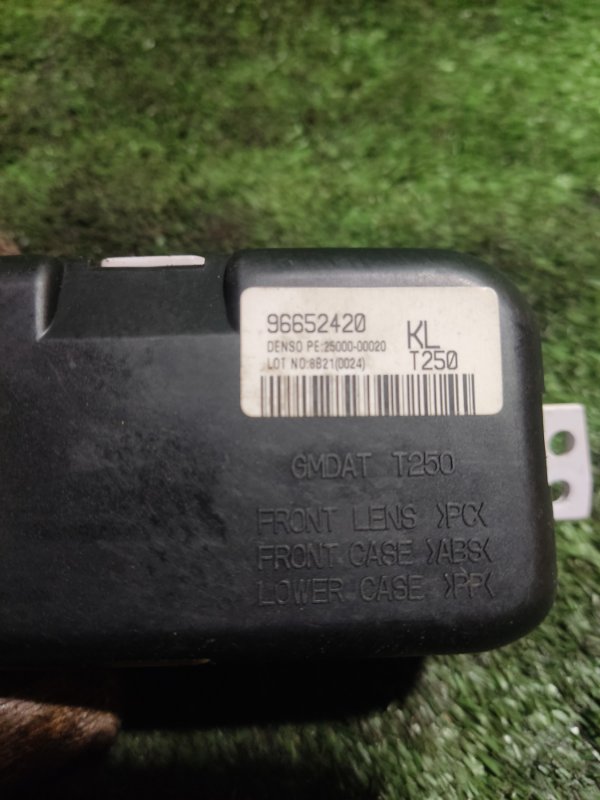 96652420
KL
DENSO PE:25000-00020
T250
LOT NO:8B21(0024)
GMDAT T250
FRONT LENS >PC<
FRONT CASE >ABS<
LOWER CASE >PP<